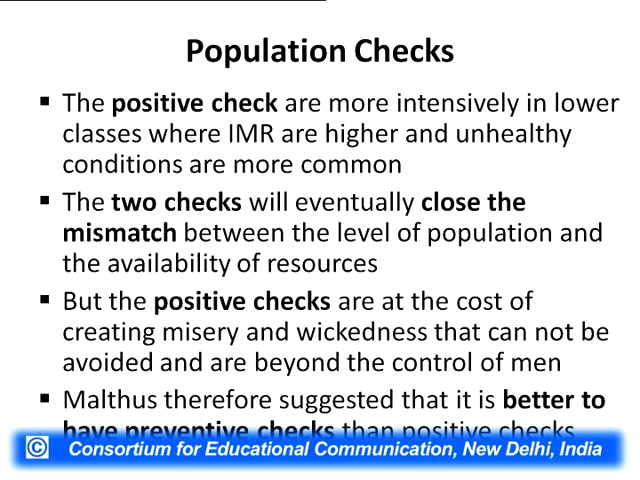 Population Checks
▪ The positive check are more intensively in lower
classes where IMR are higher and unhealthy
conditions are more common
▪ The two checks will eventually close the
mismatch between the level of population and
the availability of resources
▪ But the positive checks are at the cost of
creating misery and wickedness that can not be
avoided and are beyond the control of men
▪ Malthus therefore suggested that it is better to
have preventive checks than positive checks
© Consortium for Educational Communication, New Delhi, India